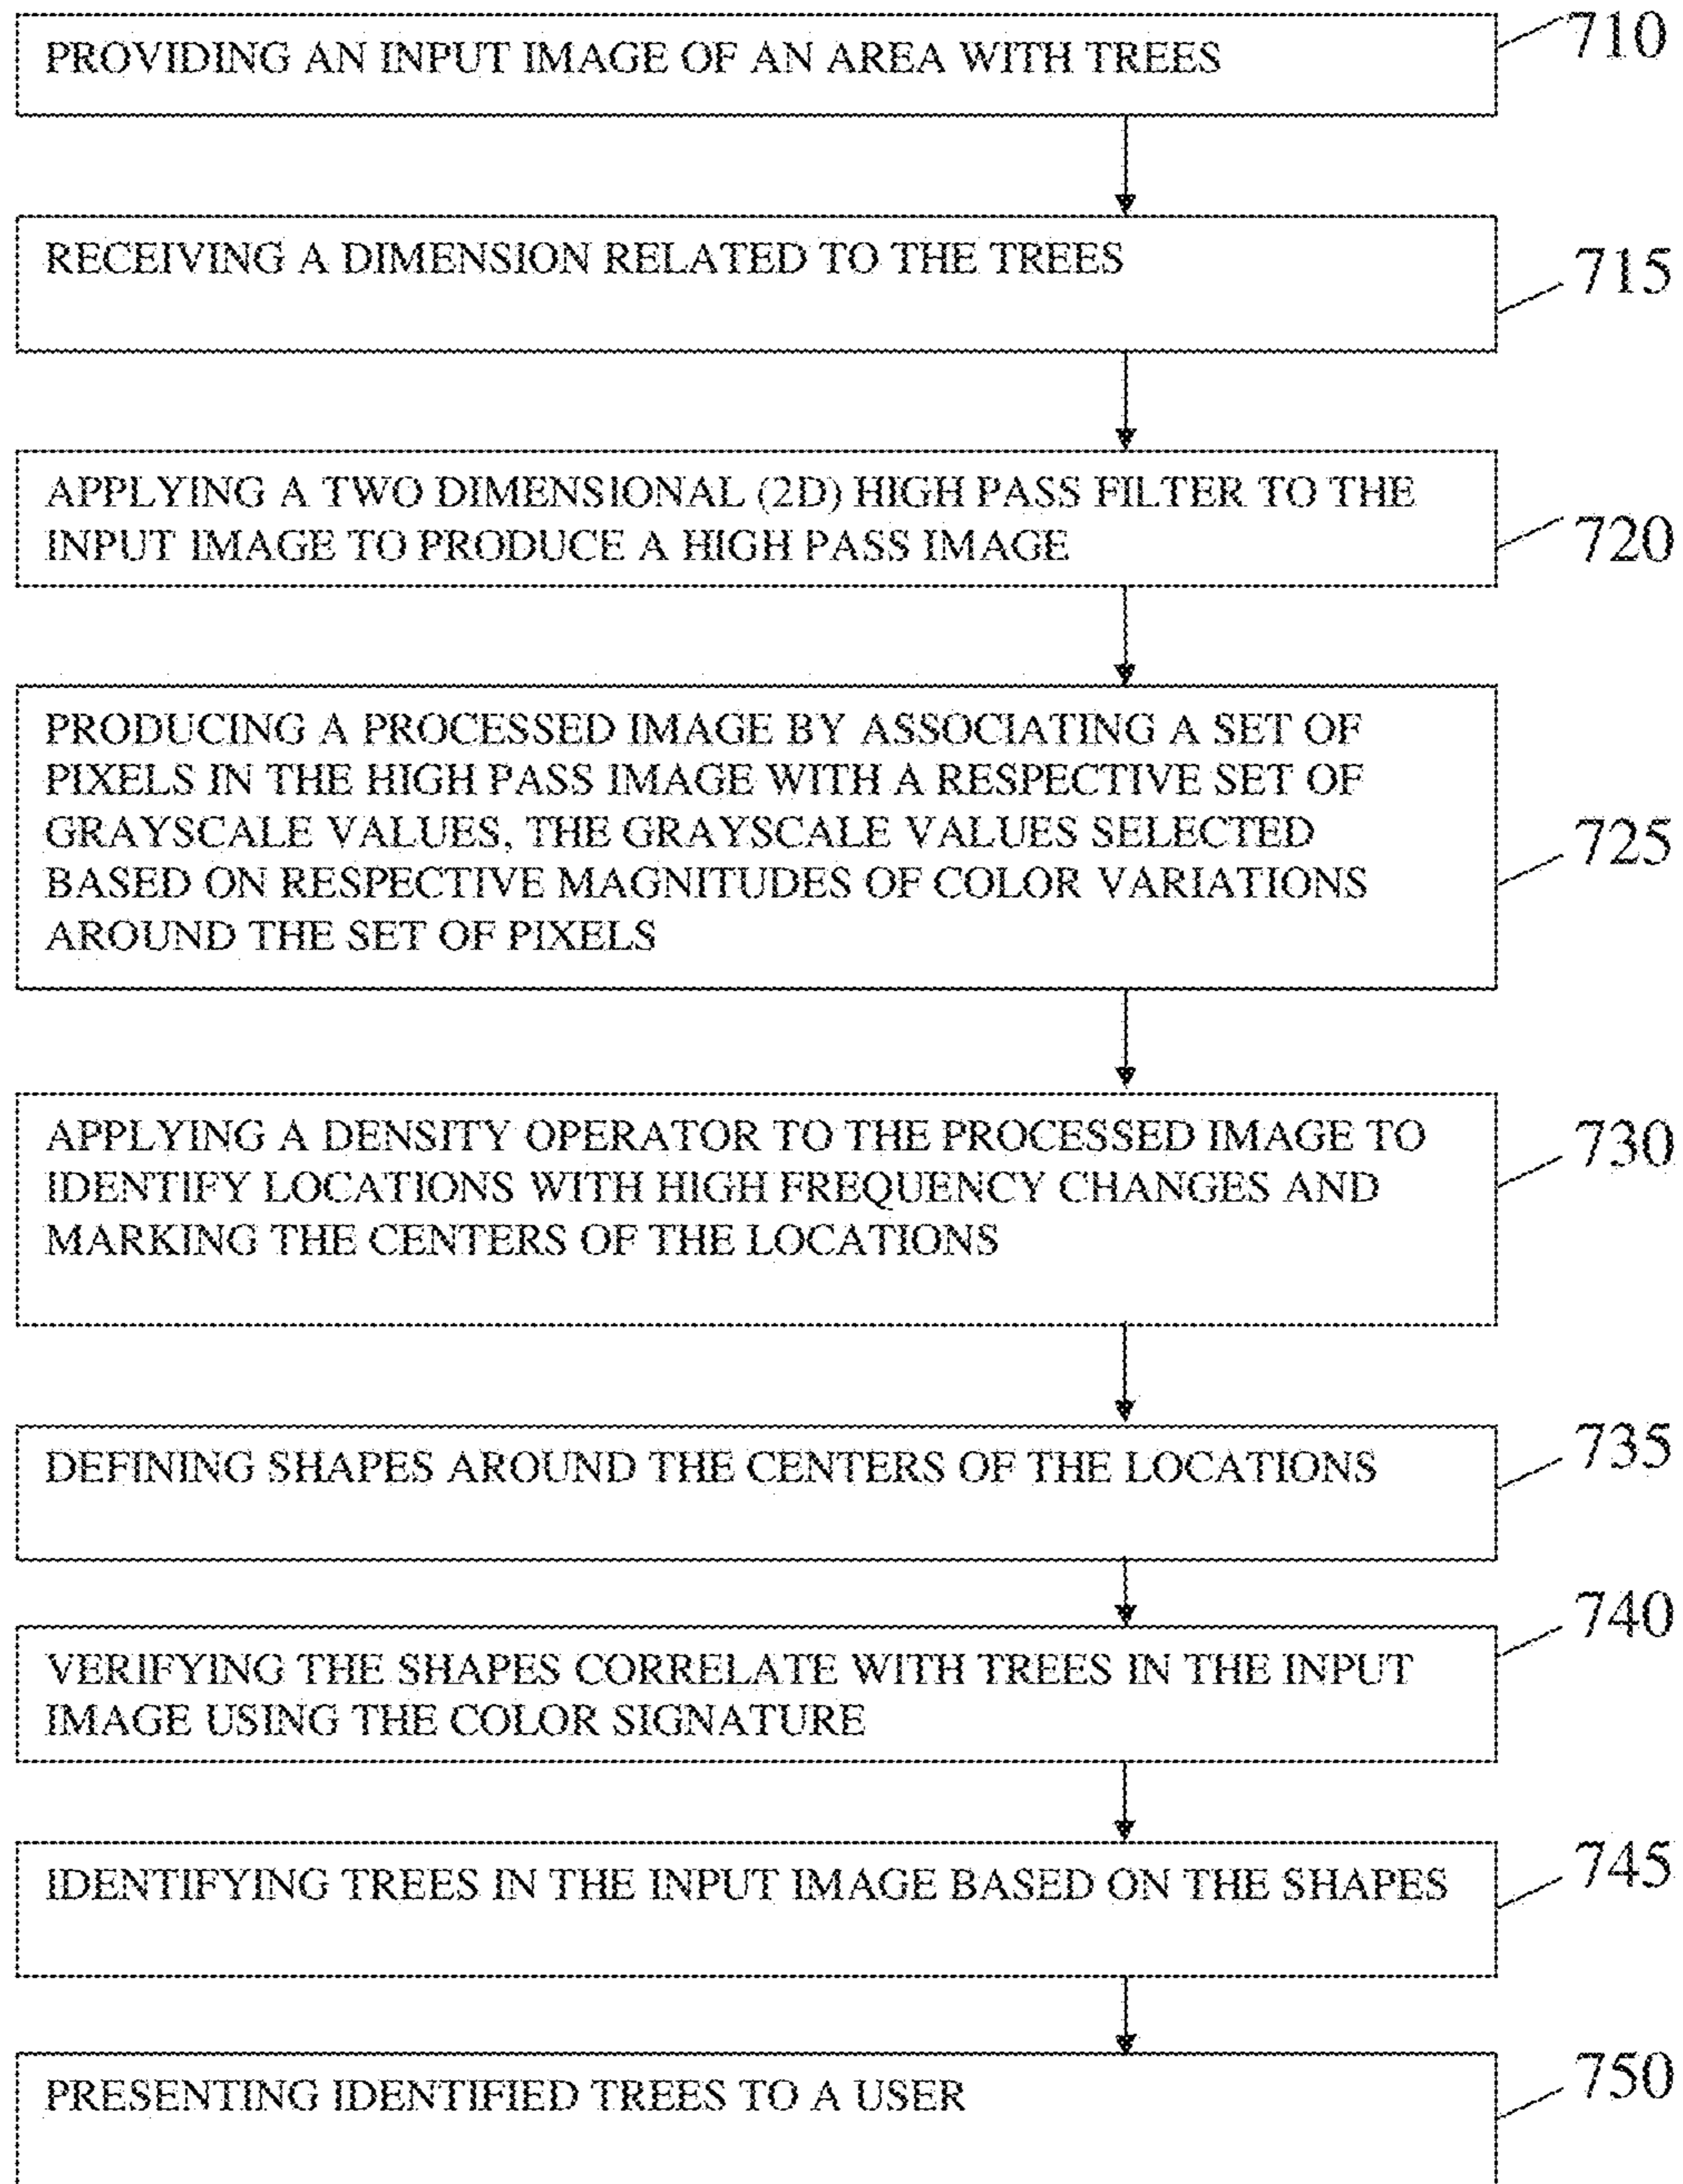 PROVIDING AN INPUT IMAGE OF AN AREA WITH TREES
710
RECEIVING A DIMENSION RELATED TO THE TREES
715
APPLYING A TWO DIMENSIONAL (2D) HIGH PASS FILTER TO THE
INPUT IMAGE TO PRODUCE A HIGH PASS IMAGE
720
PRODUCING A PROCESSED IMAGE BY ASSOCIATING A SET OF
PIXELS IN THE HIGH PASS IMAGE WITH A RESPECTIVE SET OF
GRAYSCALE VALUES, THE GRAYSCALE VALUES SELECTED
BASED ON RESPECTIVE MAGNITUDES OF COLOR VARIATIONS
AROUND THE SET OF PIXELS
725
APPLYING A DENSITY OPERATOR TO THE PROCESSED IMAGE TO
IDENTIFY LOCATIONS WITH HIGH FREQUENCY CHANGES AND
MARKING THE CENTERS OF THE LOCATIONS
730
DEFINING SHAPES AROUND THE CENTERS OF THE LOCATIONS
735
VERIFYING THE SHAPES CORRELATE WITH TREES IN THE INPUT
IMAGE USING THE COLOR SIGNATURE
740
IDENTIFYING TREES IN THE INPUT IMAGE BASED ON THE SHAPES
745
PRESENTING IDENTIFIED TREES TO A USER
750